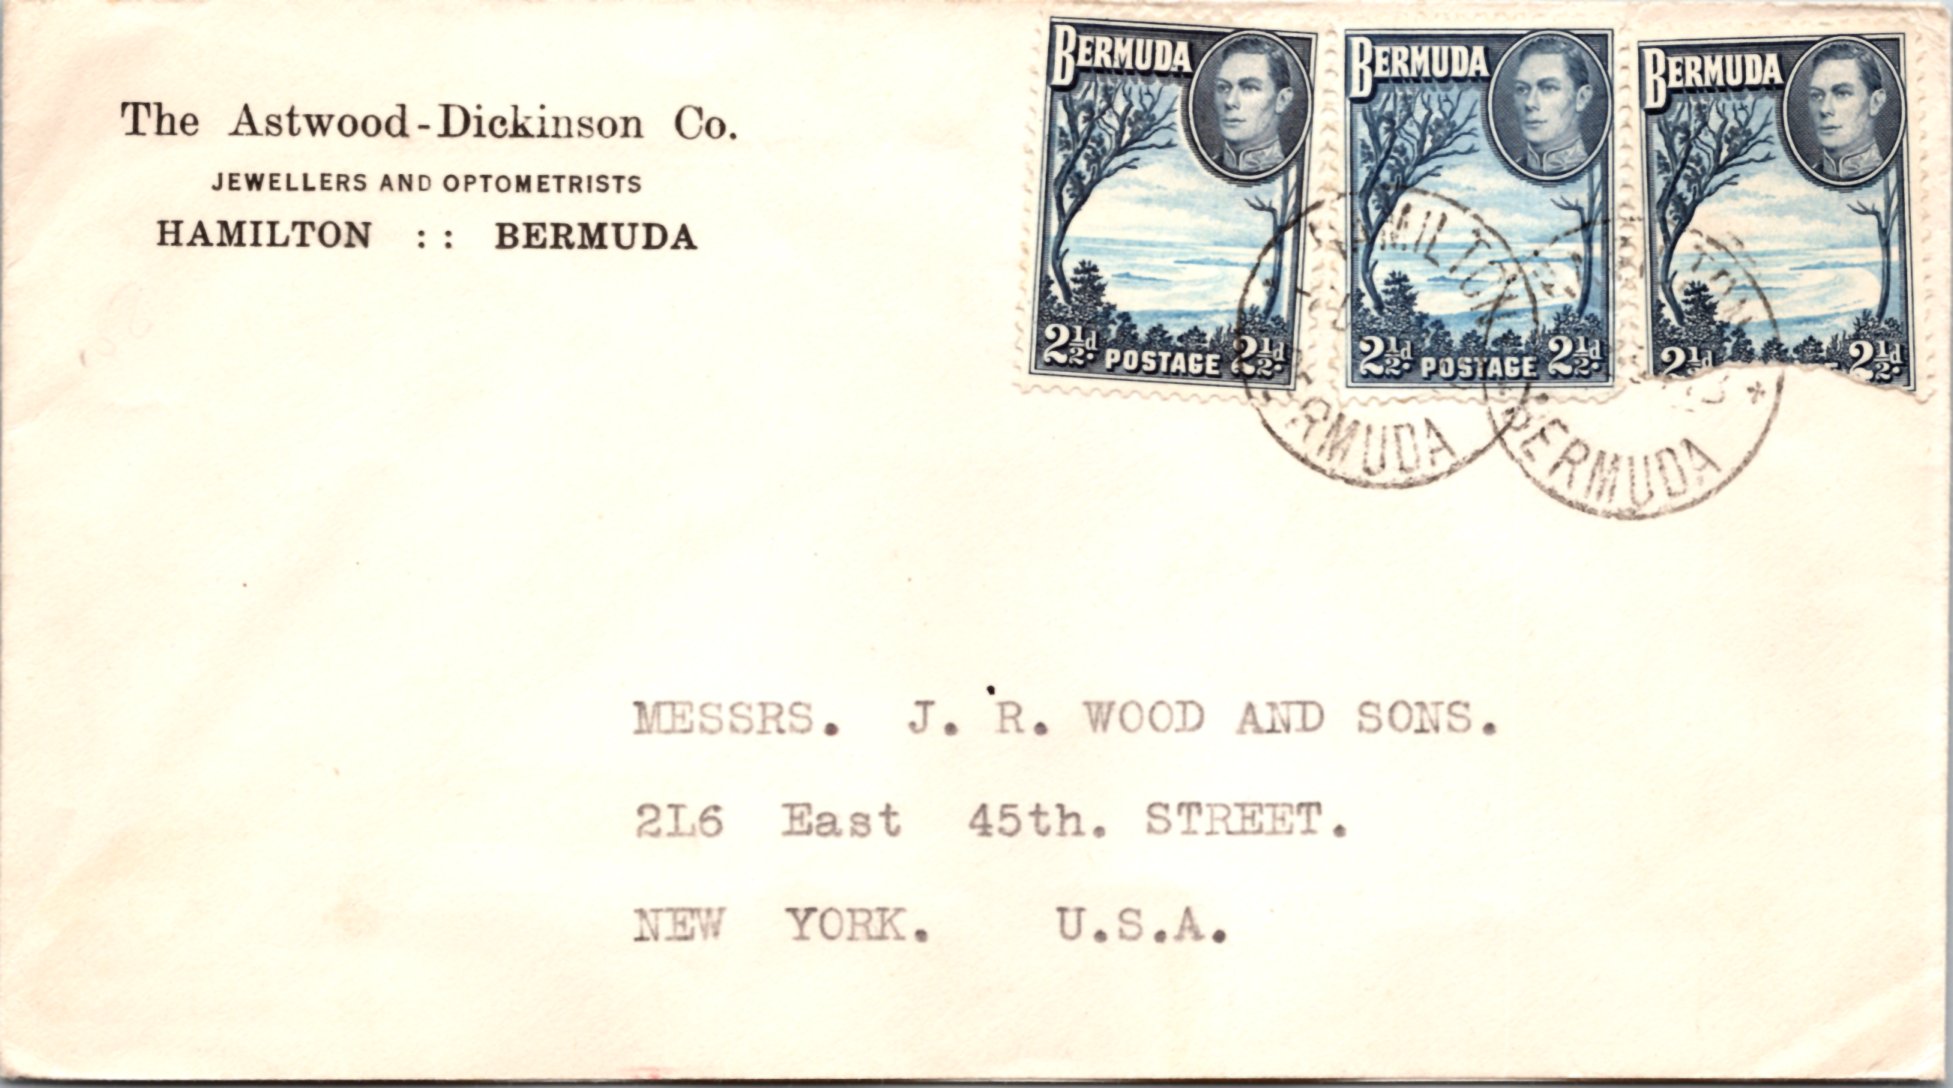 The Astwood-Dickinson Co.
JEWELLERS AND OPTOMETRISTS
HAMILTON :: BERMUDA
BERMUDA
2½d. POSTAGE 2½d.
BERMUDA
2½d. POSTAGE 2½d.
BERMUDA
2½d 2½d.
HAMILTON
BERMUDA
BERMUDA
MESSRS. J. R. WOOD AND SONS.
2L6 East 45th. STREET.
NEW YORK. U.S.A.